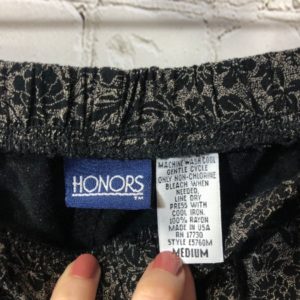 HONORS
TM
MACHINE WASH COOL
GENTLE CYCLE
ONLY NON-CHLORINE
BLEACH WHEN
NEEDED.
LINE DRY
PRESS WITH
COOL IRON.
100% RAYON
MADE IN USA
RN 17730
STYLE E5760M
MEDIUM